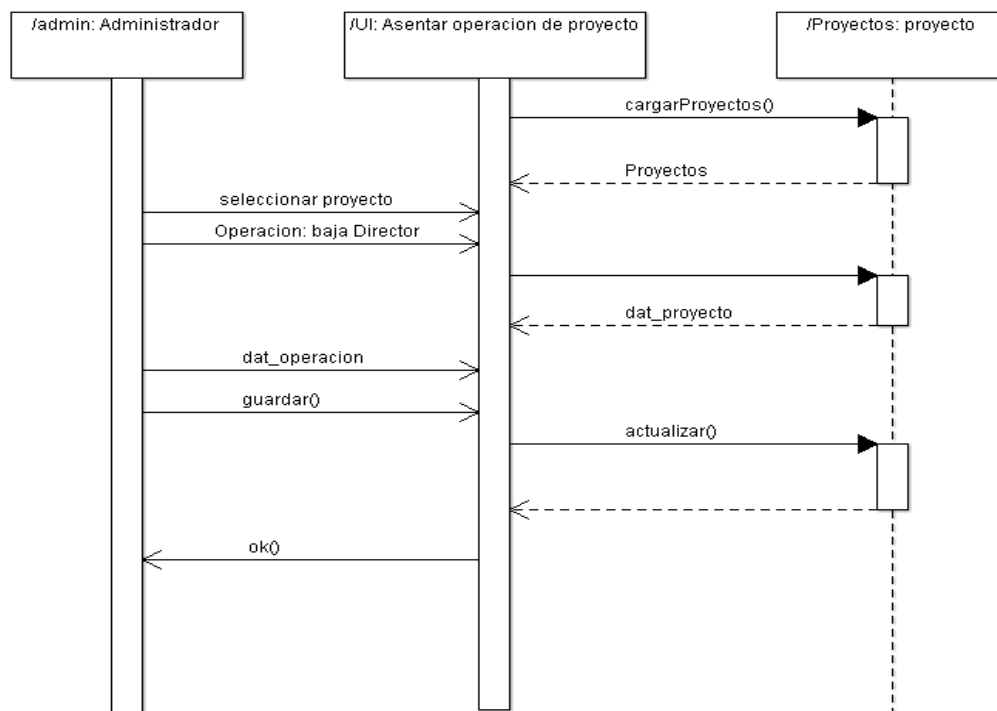 /admin: Administrador
/UI: Asentar operacion de proyecto
/Proyectos: proyecto
cargarProyectos()
Proyectos
seleccionar proyecto
Operacion: baja Director
dat_proyecto
dat_operacion
guardar()
actualizar()
ok()